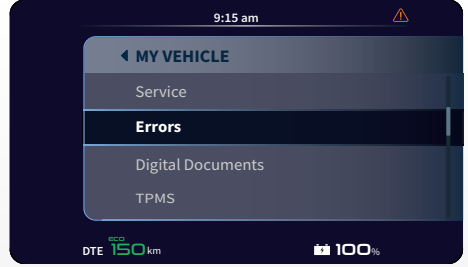 9:15 am
MY VEHICLE
Service
Errors
Digital Documents
TPMS
ECO
DTE 150 km
100%